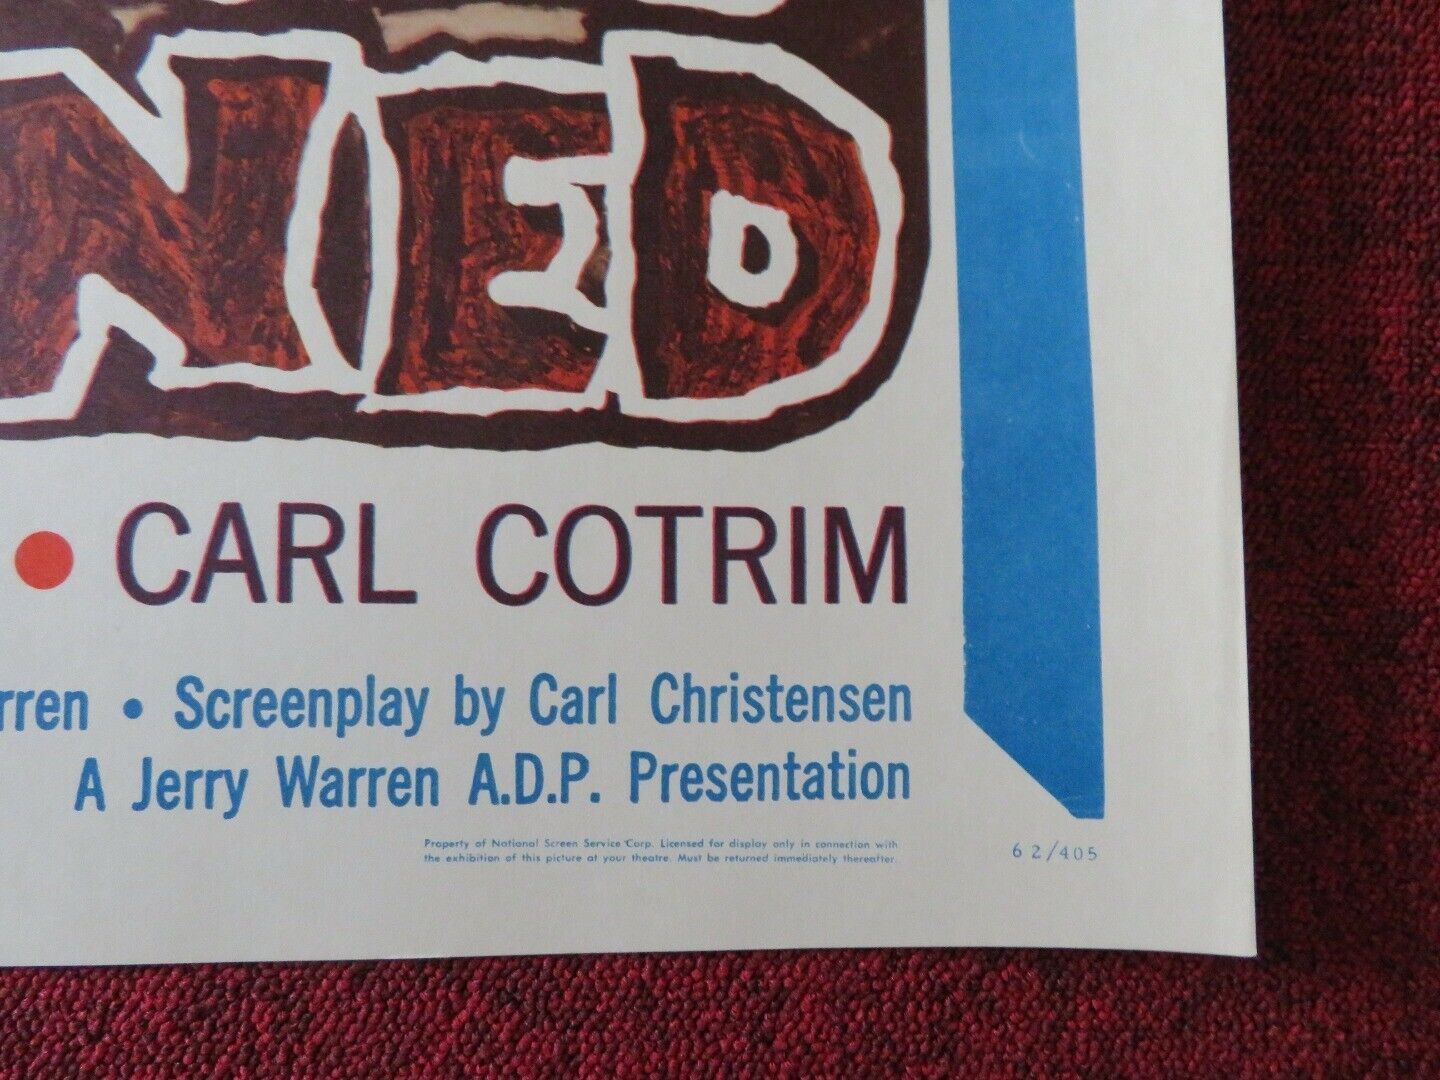 NED
• CARL COTRIM
rren • Screenplay by Carl Christensen
A Jerry Warren A.D.P. Presentation
Property of National Screen Service Corp. Licensed for display only in connection with
the exhibition of this picture at your theatre. Must be returned immediately thereafter.
62/405